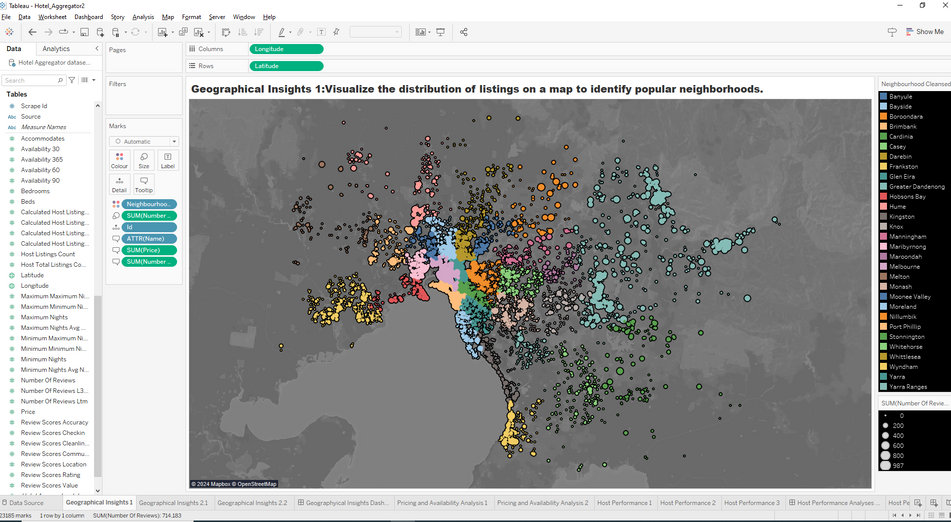 Tableau - Hotel_Aggregator2
File Data Worksheet Dashboard Story Analysis Map Format Server Window Help
Show Me
Data Analytics
Pages
Columns Longitude
Hotel Aggregator datase...
Rows Latitude
Search
Filters
Tables
Scrape Id
Source
Measure Names
Accommodates
Availability 30
Availability 365
Availability 60
Availability 90
Bedrooms
Beds
Calculated Host Listing...
Calculated Host Listing...
Calculated Host Listing...
Calculated Host Listing...
Host Listings Count
Host Total Listings Co...
Latitude
Longitude
Maximum Maximum Ni...
Maximum Minimum Ni...
Maximum Nights
Maximum Nights Avg ...
Minimum Maximum Ni...
Minimum Minimum Ni...
Minimum Nights
Minimum Nights Avg N...
Number Of Reviews
Number Of Reviews L3...
Number Of Reviews Ltm
Price
Review Scores Accuracy
Review Scores Checkin
Review Scores Cleanlin...
Review Scores Commu...
Review Scores Location
Review Scores Rating
Review Scores Value
Marks
Automatic
Colour Size Label
Detail Tooltip
Neighbourhoo...
SUM(Number ...
Id
ATTR(Name)
SUM(Price)
SUM(Number ...
Geographical Insights 1:Visualize the distribution of listings on a map to identify popular neighborhoods.
© 2024 Mapbox © OpenStreetMap
Neighbourhood Cleansed
Banyule
Bayside
Boroondara
Brimbank
Cardinia
Casey
Darebin
Frankston
Glen Eira
Greater Dandenong
Hobsons Bay
Hume
Kingston
Knox
Manningham
Maribyrnong
Maroondah
Melbourne
Melton
Monash
Moonee Valley
Moreland
Nillumbik
Port Phillip
Stonnington
Whitehorse
Whittlesea
Wyndham
Yarra
Yarra Ranges
SUM(Number Of Revie...
0
200
400
600
800
987
Data Source Geographical Insights 1 Geographical Insights 2.1 Geographical Insights 2.2 Geographical Insights Dash... Pricing and Availability Analysis 1 Pricing and Availability Analysis 2 Host Performance 1 Host Performance 2 Host Performance 3 Host Performance Analyses ... Host Pe
23185 marks 1 row by 1 column SUM(Number Of Reviews): 714,183